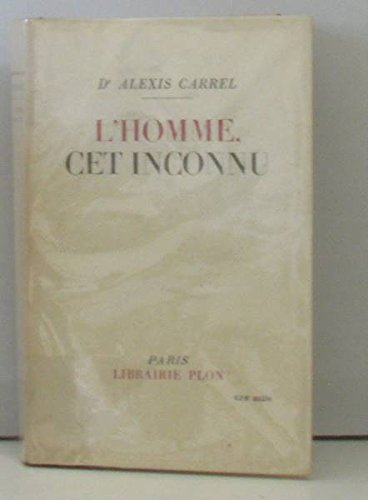 Dr ALEXIS CARREL
L'HOMME,
CET INCONNU
PARIS
LIBRAIRIE PLON